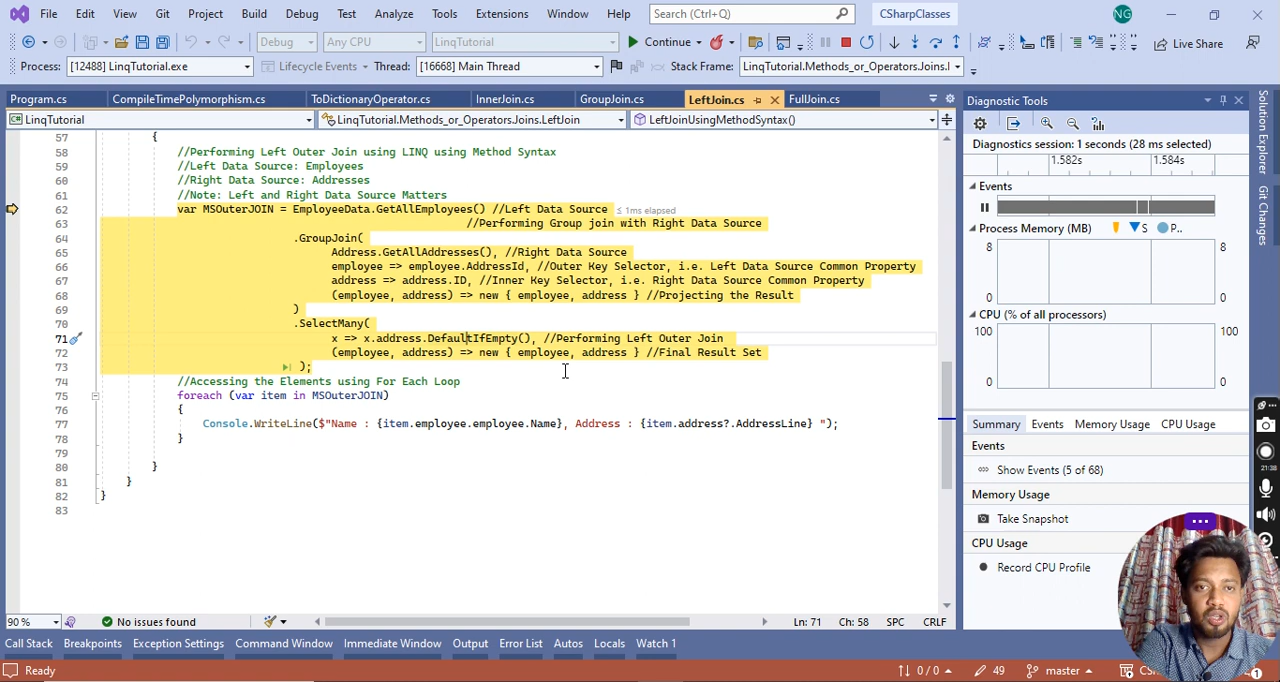 File Edit View Git Project Build Debug Test Analyze Tools Extensions Window Help Search (Ctrl+Q) CSharpClasses NG
Debug Any CPU LinqTutorial Continue Live Share
Process: [12488] LinqTutorial.exe Lifecycle Events Thread: [16668] Main Thread Stack Frame: LinqTutorial.Methods_or_Operators.Joins.l
Program.cs CompileTimePolymorphism.cs ToDictionaryOperator.cs InnerJoin.cs GroupJoin.cs LeftJoin.cs FullJoin.cs
LinqTutorial LinqTutorial.Methods_or_Operators.Joins.LeftJoin LeftJoinUsingMethodSyntax()
57 {
58 //Performing Left Outer Join using LINQ using Method Syntax
59 //Left Data Source: Employees
60 //Right Data Source: Addresses
61 //Note: Left and Right Data Source Matters
62 var MSOuterJOIN = EmployeeData.GetAllEmployees() //Left Data Source ≤ 1ms elapsed
63 //Performing Group join with Right Data Source
64 .GroupJoin(
65 Address.GetAllAddresses(), //Right Data Source
66 employee => employee.AddressId, //Outer Key Selector, i.e. Left Data Source Common Property
67 address => address.ID, //Inner Key Selector, i.e. Right Data Source Common Property
68 (employee, address) => new { employee, address } //Projecting the Result
69 )
70 .SelectMany(
71 x => x.address.DefaultIfEmpty(), //Performing Left Outer Join
72 (employee, address) => new { employee, address } //Final Result Set
73 );
74 //Accessing the Elements using For Each Loop
75 foreach (var item in MSOuterJOIN)
76 {
77 Console.WriteLine($"Name : {item.employee.employee.Name}, Address : {item.address?.AddressLine} ");
78 }
79
80 }
81 }
82 }
83
90 % No issues found Ln: 71 Ch: 58 SPC CRLF
Diagnostic Tools
Diagnostics session: 1 seconds (28 ms selected)
1.582s 1.584s
Events
Process Memory (MB) S P..
8 8
0 0
CPU (% of all processors)
100 100
0 0
Summary Events Memory Usage CPU Usage
Events
Show Events (5 of 68)
Memory Usage
Take Snapshot
CPU Usage
Record CPU Profile
Solution Explorer
Git Changes
21:38
Call Stack Breakpoints Exception Settings Command Window Immediate Window Output Error List Autos Locals Watch 1
Ready 0 / 0 49 master 1